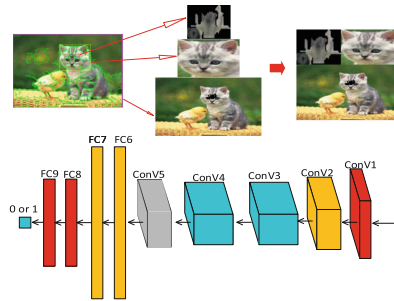 FC7 FC6
FC9 FC8
ConV5
ConV4
ConV3
ConV2
ConV1
0 or 1